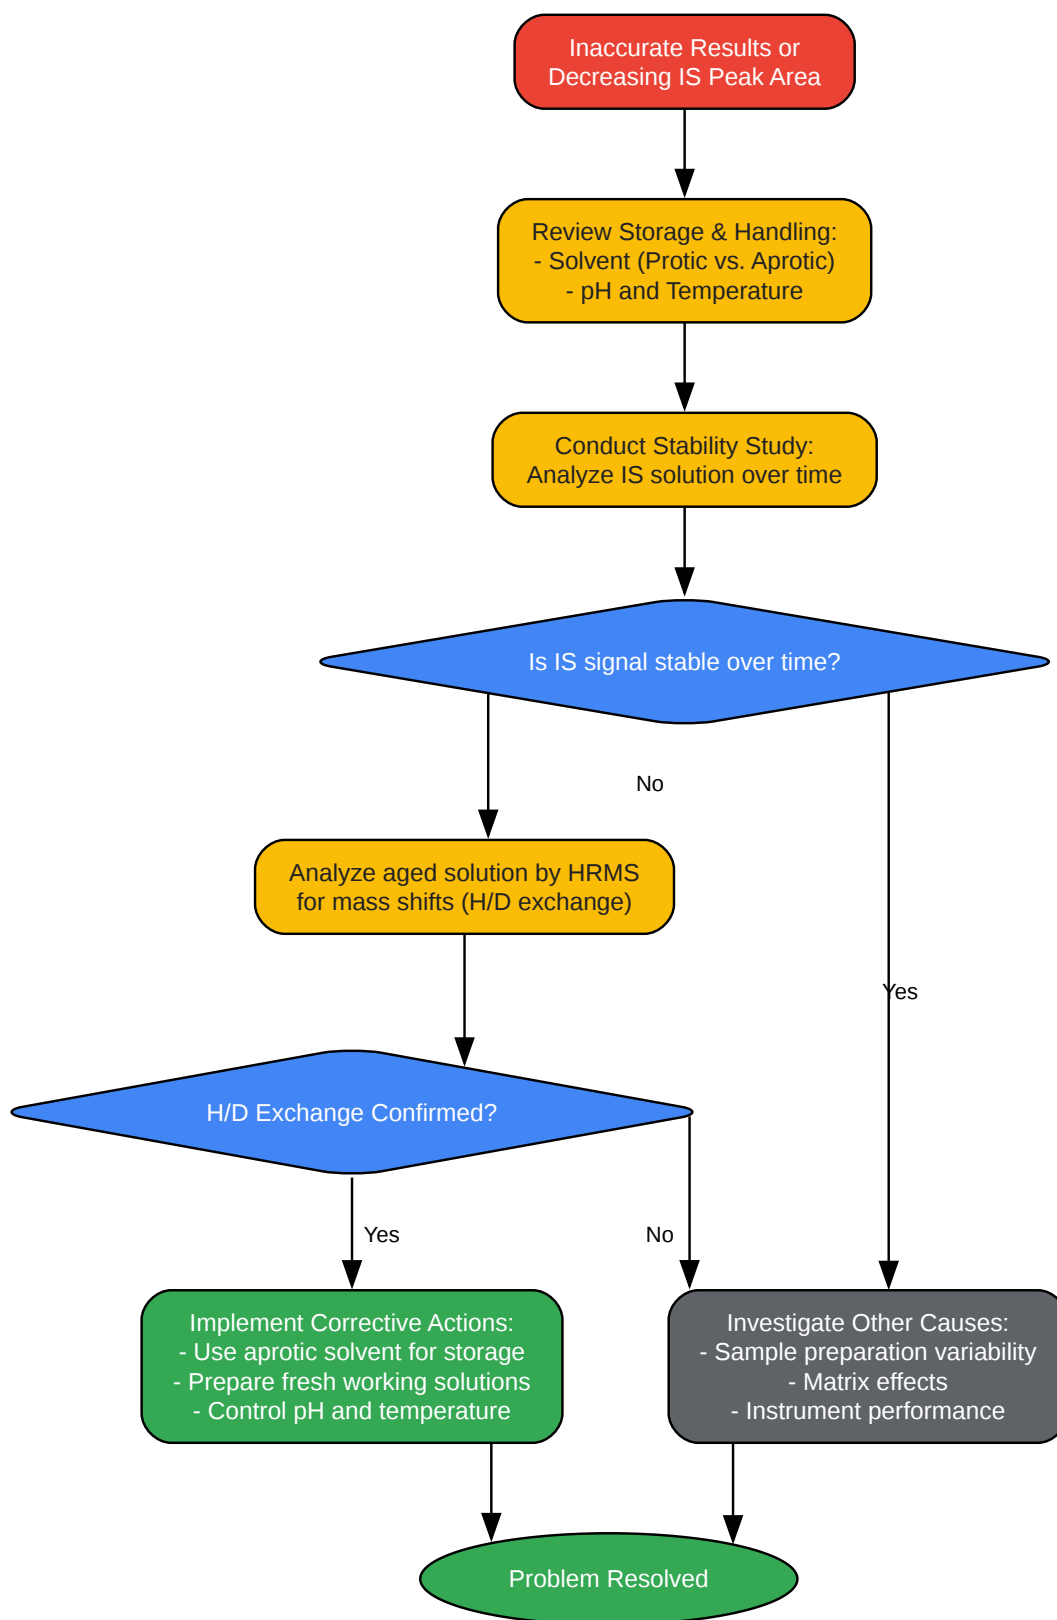 Inaccurate Results or
Decreasing IS Peak Area
Review Storage & Handling:
- Solvent (Protic vs. Aprotic)
- pH and Temperature
Conduct Stability Study:
Analyze IS solution over time
Is IS signal stable over time?
No
Analyze aged solution by HRMS
for mass shifts (H/D exchange)
Yes
H/D Exchange Confirmed?
Yes
No
Implement Corrective Actions:
- Use aprotic solvent for storage
- Prepare fresh working solutions
- Control pH and temperature
Investigate Other Causes:
- Sample preparation variability
- Matrix effects
- Instrument performance
Problem Resolved